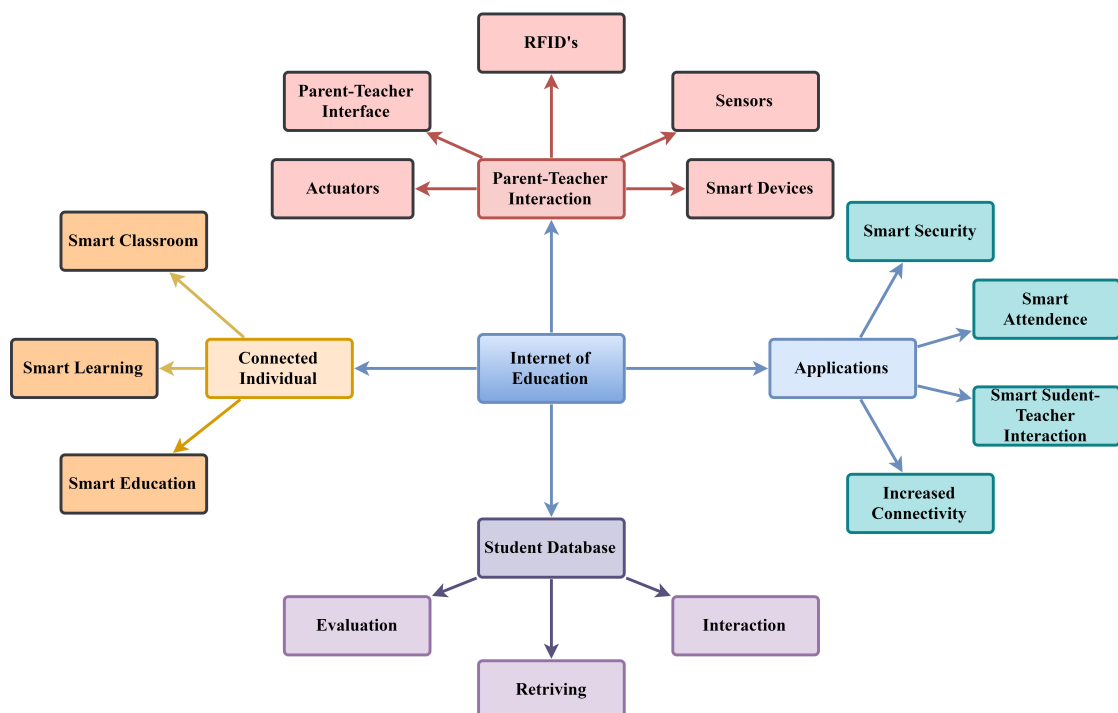 RFID's
Parent-Teacher
Interface
Sensors
Actuators
Parent-Teacher
Interaction
Smart Devices
Smart Classroom
Smart Security
Smart
Attendence
Smart Learning
Connected
Individual
Internet of
Education
Applications
Smart Sudent-
Teacher
Interaction
Smart Education
Increased
Connectivity
Student Database
Evaluation
Interaction
Retriving